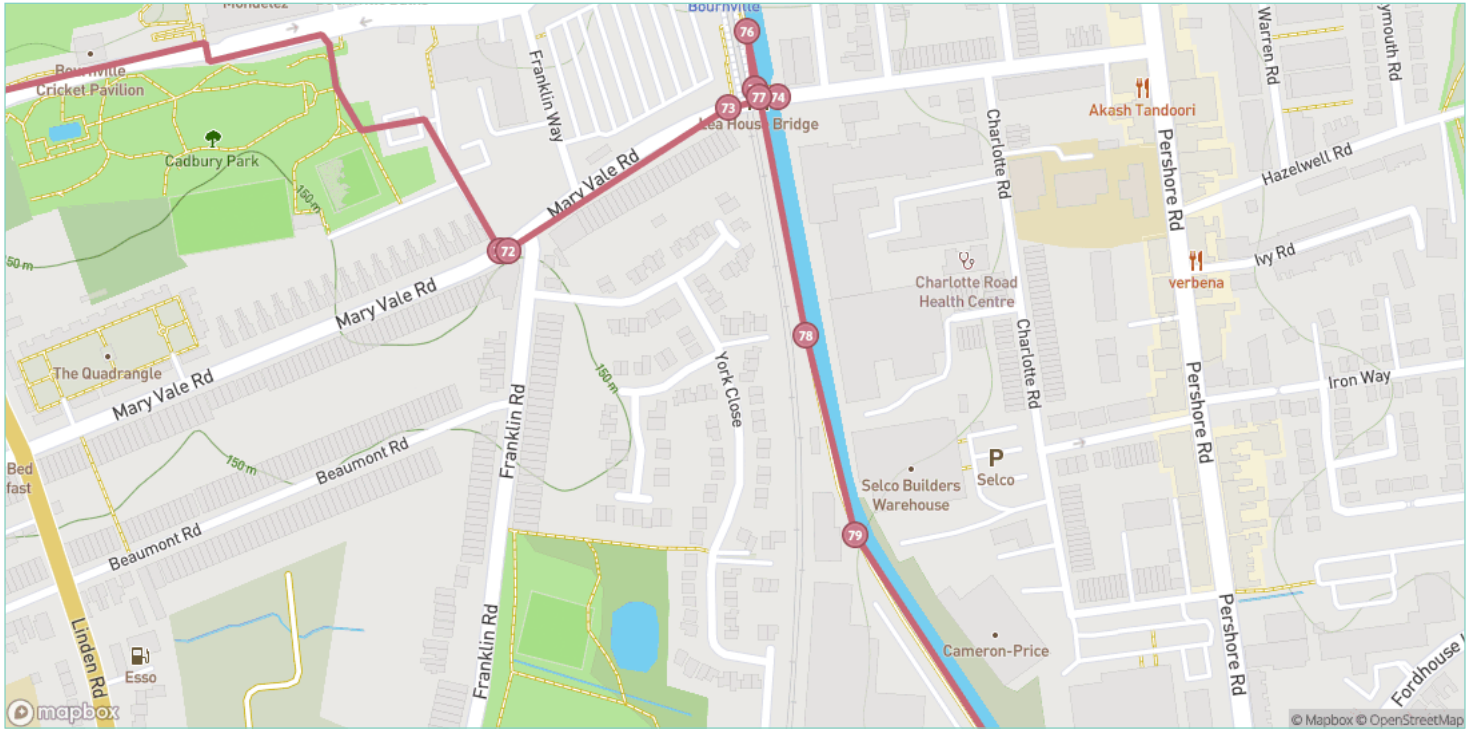 Mondelez
Bournville
76
77
74
73
Bournville
Cricket Pavilion
Franklin Way
Lea House Bridge
Akash Tandoori
Warren Rd
ymouth Rd
Cadbury Park
150 m
Mary Vale Rd
Charlotte Rd
Pershore Rd
Hazelwell Rd
72
50 m
Ivy Rd
verbena
Charlotte Road
Health Centre
Mary Vale Rd
78
Charlotte Rd
The Quadrangle
Mary Vale Rd
150 m
York Close
Pershore Rd
Iron Way
Franklin Rd
Beaumont Rd
150 m
Bed
fast
P
Selco
Selco Builders
Warehouse
79
Beaumont Rd
Linden Rd
Franklin Rd
Pershore Rd
Cameron-Price
Esso
Fordhouse
mapbox
© Mapbox © OpenStreetMap